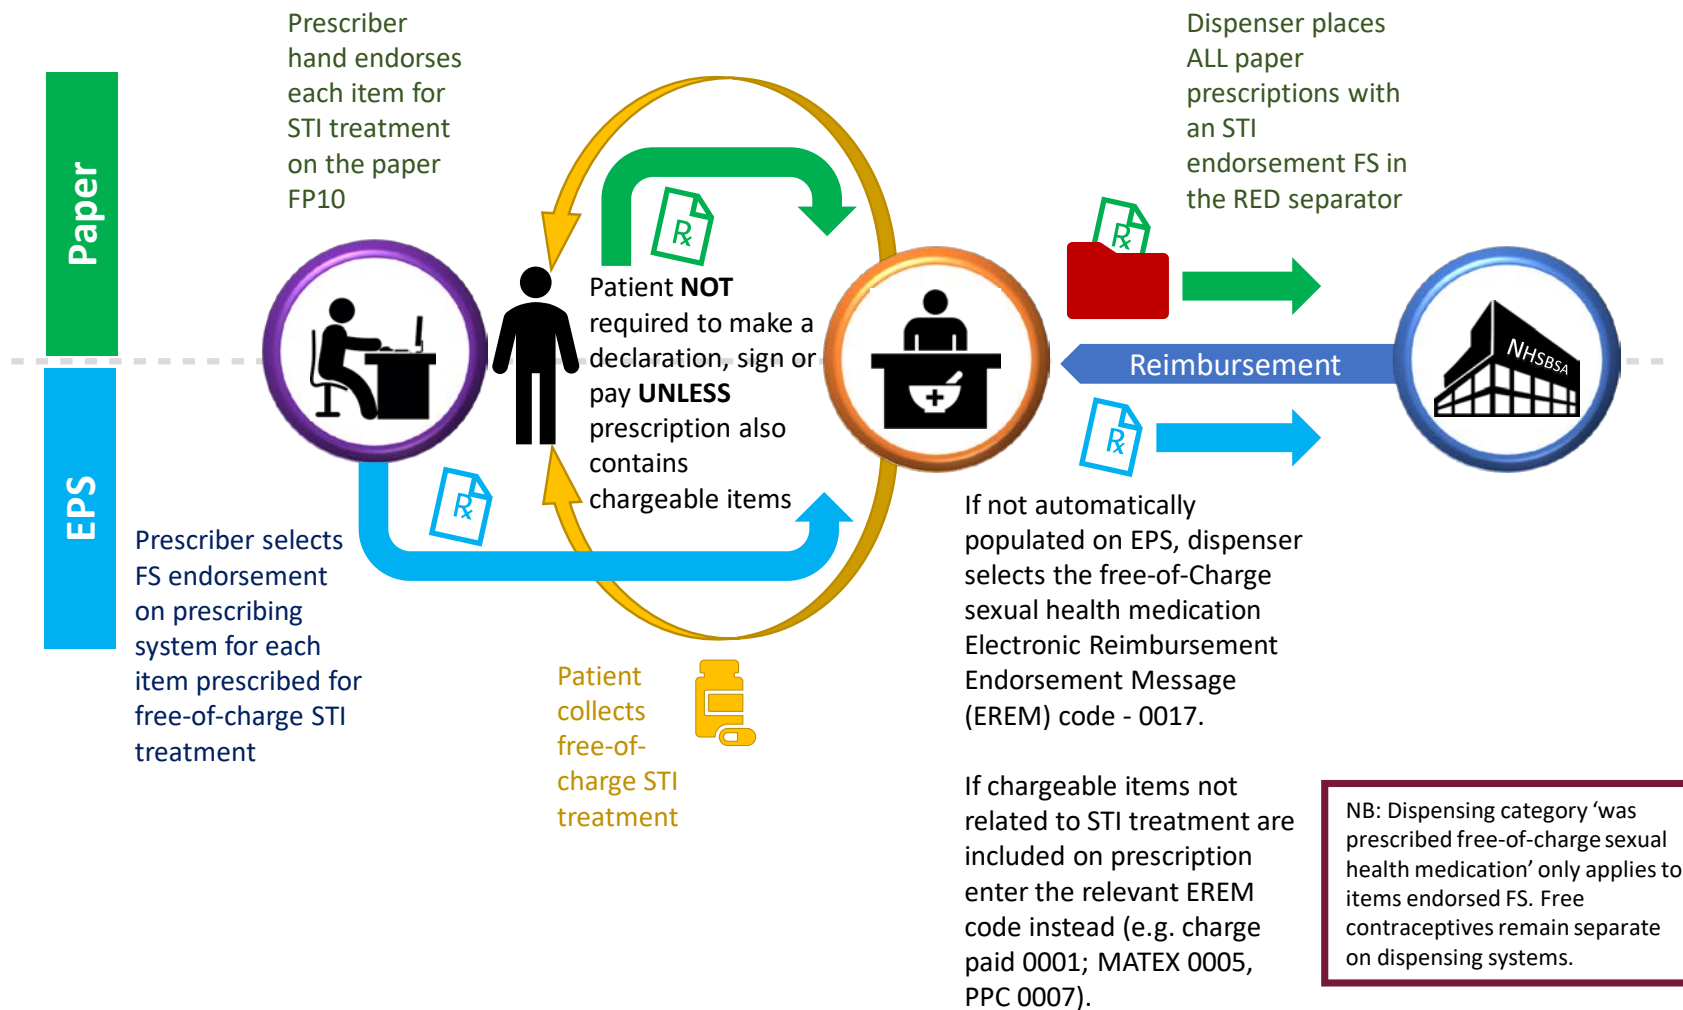 Prescriber
hand endorses
each item for
STI treatment
on the paper
FP10
Dispenser places
ALL paper
prescriptions with
an STI
endorsement FS in
the RED separator
Paper
Rx
Rx
Patient NOT
required to make a
declaration, sign or
pay UNLESS
prescription also
contains
chargeable items
Reimbursement
NHSBSA
EPS
Rx
Rx
Prescriber selects
FS endorsement
on prescribing
system for each
item prescribed for
free-of-charge STI
treatment
Patient
collects
free-of-
charge STI
treatment
If not automatically
populated on EPS, dispenser
selects the free-of-Charge
sexual health medication
Electronic Reimbursement
Endorsement Message
(EREM) code - 0017.
If chargeable items not
related to STI treatment are
included on prescription
enter the relevant EREM
code instead (e.g. charge
paid 0001; MATEX 0005,
PPC 0007).
NB: Dispensing category ‘was
prescribed free-of-charge sexual
health medication’ only applies to
items endorsed FS. Free
contraceptives remain separate
on dispensing systems.